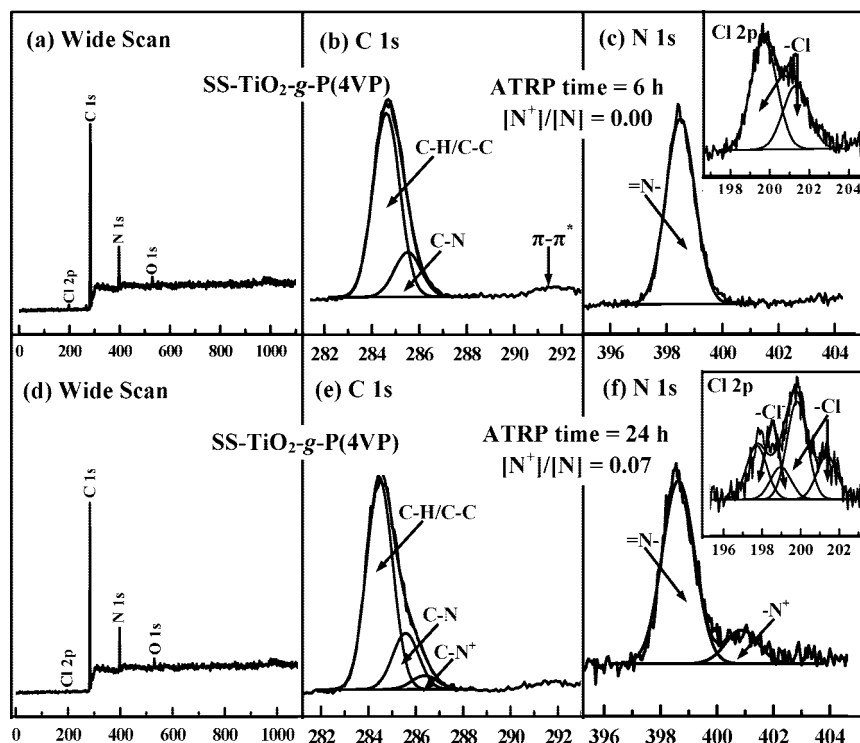 (a) Wide Scan
(b) C 1s
(c) N 1s
Cl 2p
-Cl
SS-TiO2-g-P(4VP)
ATRP time = 6 h
[N+]/[N] = 0.00
C 1s
N 1s
O 1s
Cl 2p
C-H/C-C
C-N
π-π*
=N-
198 200 202 204
0 200 400 600 800 1000
282 284 286 288 290 292
396 398 400 402 404
(d) Wide Scan
(e) C 1s
(f) N 1s
Cl 2p
-Cl-
-Cl
SS-TiO2-g-P(4VP)
ATRP time = 24 h
[N+]/[N] = 0.07
C 1s
N 1s
O 1s
Cl 2p
C-H/C-C
C-N
C-N+
=N-
-N+
196 198 200 202
0 200 400 600 800 1000
282 284 286 288 290 292
396 398 400 402 404